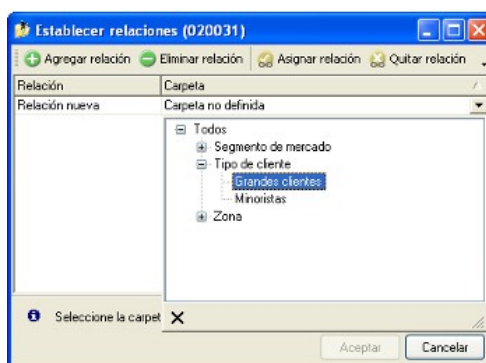 Establecer relaciones (020031)
Agregar relación Eliminar relación Asignar relación Quitar relación
Relación Carpeta
Relación nueva Carpeta no definida
Todos
Segmento de mercado
Tipo de cliente
Grandes clientes
Minoristas
Zona
Seleccione la carpet
Aceptar Cancelar